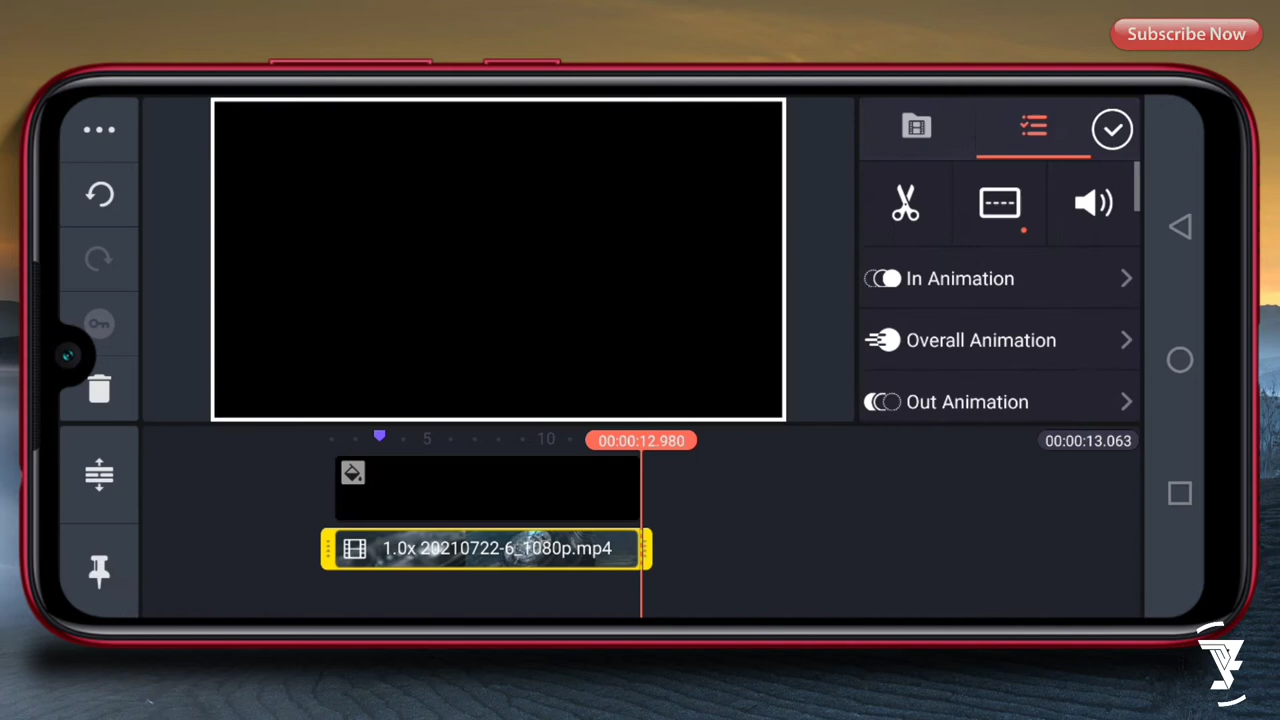 Subscribe Now
In Animation
Overall Animation
Out Animation
5
10
00:00:12.980
00:00:13.063
1.0x 20210722-6_1080p.mp4